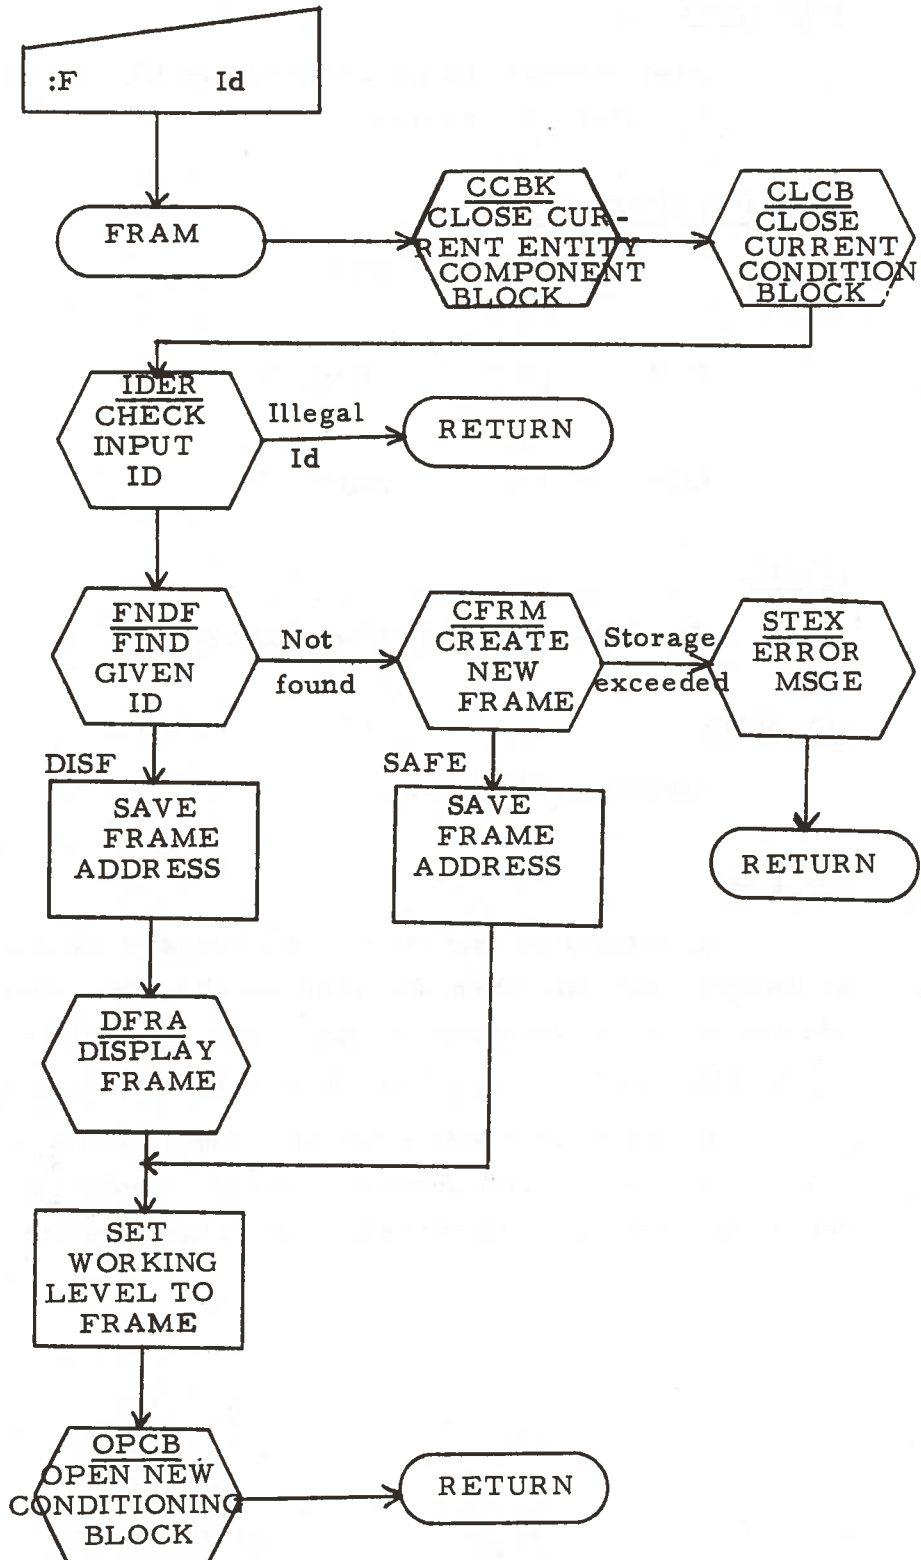 :F Id
FRAM
CCBK
CLOSE CUR-
RENT ENTITY
COMPONENT
BLOCK
CLCB
CLOSE
CURRENT
CONDITION
BLOCK
IDER
CHECK
INPUT
ID
Illegal
Id
RETURN
FNDF
FIND
GIVEN
ID
Not
found
CFRM
CREATE
NEW
FRAME
Storage
exceeded
STEX
ERROR
MSGE
RETURN
DISF
SAVE
FRAME
ADDRESS
SAFE
SAVE
FRAME
ADDRESS
DFRA
DISPLAY
FRAME
SET
WORKING
LEVEL TO
FRAME
OPCB
OPEN NEW
CONDITIONING
BLOCK
RETURN